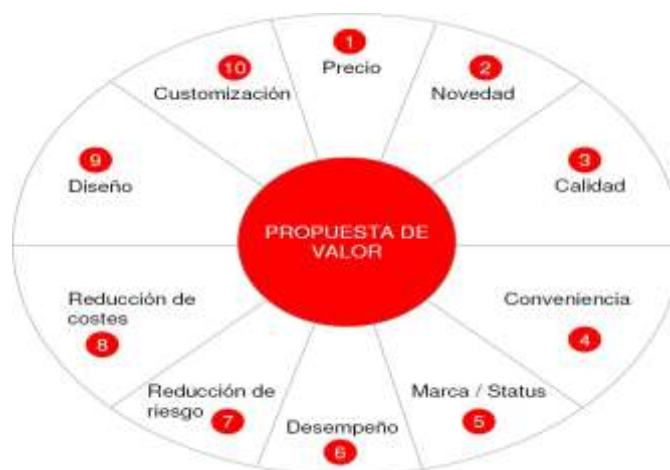 1
Precio
2
Novedad
3
Calidad
Conveniencia
4
Marca / Status
5
Desempeño
6
Reducción de
riesgo
7
Reducción de
costes
8
9
Diseño
10
Customización
PROPUESTA DE
VALOR